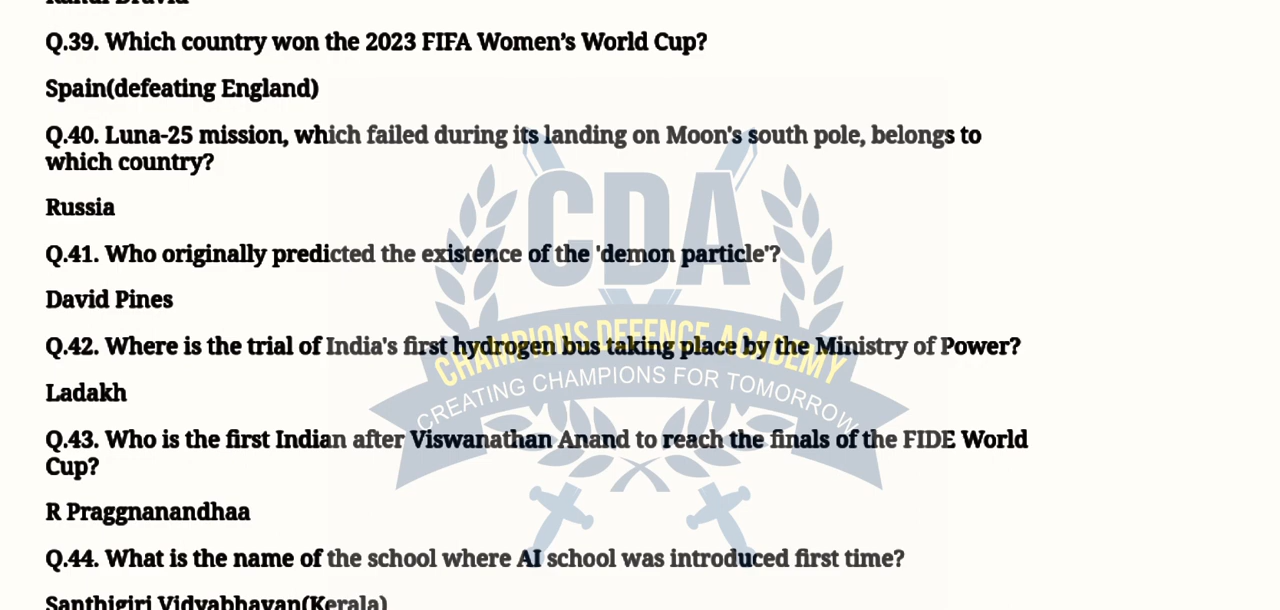 Rahul Dravid
Q.39. Which country won the 2023 FIFA Women’s World Cup?
Spain(defeating England)
Q.40. Luna-25 mission, which failed during its landing on Moon's south pole, belongs to
which country?
Russia
Q.41. Who originally predicted the existence of the 'demon particle'?
David Pines
Q.42. Where is the trial of India's first hydrogen bus taking place by the Ministry of Power?
Ladakh
Q.43. Who is the first Indian after Viswanathan Anand to reach the finals of the FIDE World
Cup?
R Praggnanandhaa
Q.44. What is the name of the school where AI school was introduced first time?
Santhigiri Vidyabhavan(Kerala)
CDA
CHAMPIONS DEFENCE ACADEMY
CREATING CHAMPIONS FOR TOMORROW